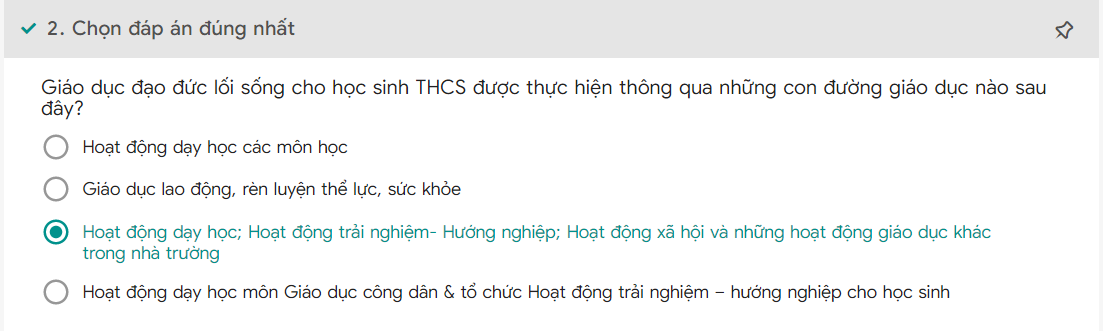 2. Chọn đáp án đúng nhất
Giáo dục đạo đức lối sống cho học sinh THCS được thực hiện thông qua những con đường giáo dục nào sau
đây?
Hoạt động dạy học các môn học
Giáo dục lao động, rèn luyện thể lực, sức khỏe
Hoạt động dạy học; Hoạt động trải nghiệm- Hướng nghiệp; Hoạt động xã hội và những hoạt động giáo dục khác
trong nhà trường
Hoạt động dạy học môn Giáo dục công dân & tổ chức Hoạt động trải nghiệm – hướng nghiệp cho học sinh